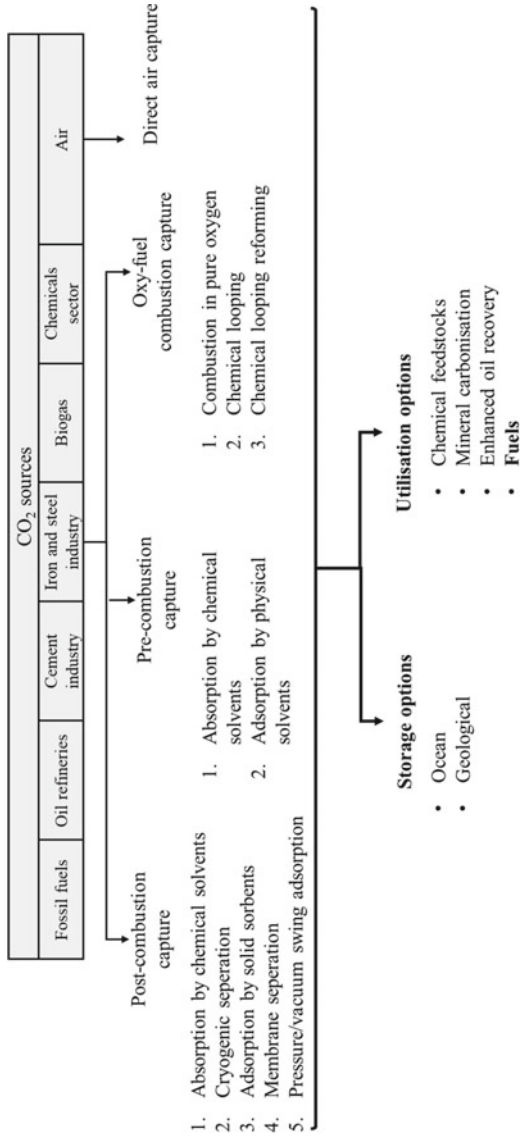 CO₂ sources
Fossil fuels
Oil refineries
Cement
industry
Iron and steel
industry
Biogas
Chemicals
sector
Air
Post-combustion
capture
Pre-combustion
capture
Oxy-fuel
combustion capture
Direct air capture
1. Absorption by chemical solvents
2. Cryogenic seperation
3. Adsorption by solid sorbents
4. Membrane seperation
5. Pressure/vacuum swing adsorption
1. Absorption by chemical
solvents
2. Adsorption by physical
solvents
1. Combustion in pure oxygen
2. Chemical looping
3. Chemical looping reforming
Storage options
• Ocean
• Geological
Utilisation options
• Chemical feedstocks
• Mineral carbonisation
• Enhanced oil recovery
• Fuels